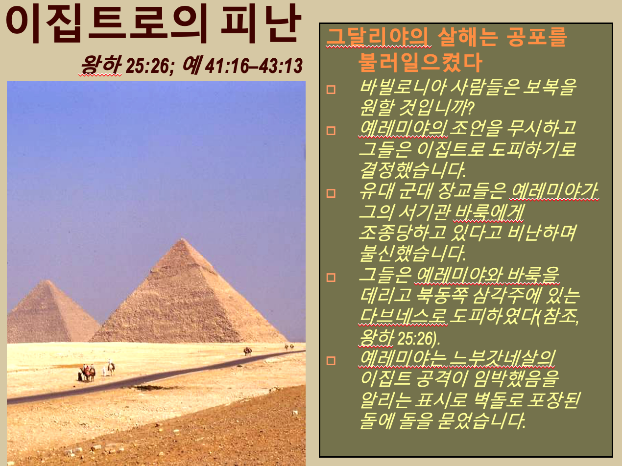 이집트로의 피난
왕하 25:26; 예 41:16–43:13
그달리야의 살해는 공포를
불러일으켰다
바빌로니아 사람들은 보복을
원할 것입니까?
예레미야의 조언을 무시하고
그들은 이집트로 도피하기로
결정했습니다.
유대 군대 장교들은 예레미야가
그의 서기관 바룩에게
조종당하고 있다고 비난하며
불신했습니다.
그들은 예레미야와 바룩을
데리고 북동쪽 삼각주에 있는
다브네스로 도피하였다(참조,
왕하 25:26).
예레미야는 느부갓네살의
이집트 공격이 임박했음을
알리는 표시로 벽돌로 포장된
돌에 돌을 묻었습니다.